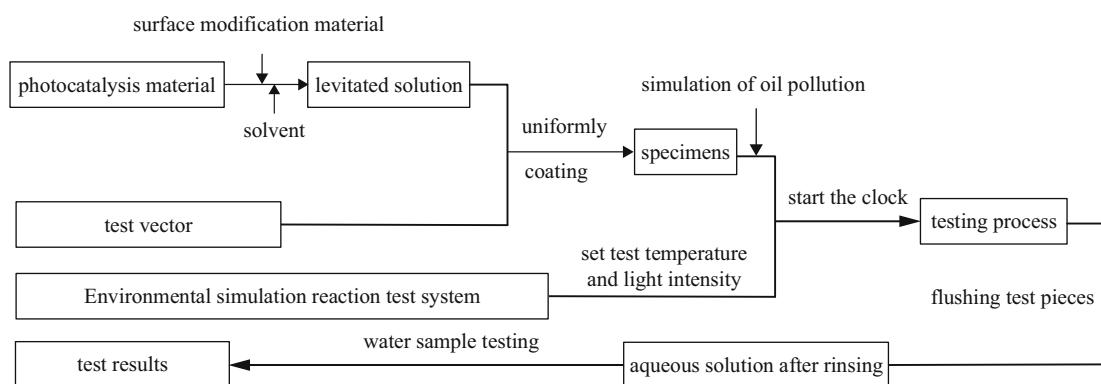 surface modification material
photocatalysis material
levitated solution
solvent
simulation of oil pollution
uniformly
coating
specimens
test vector
start the clock
testing process
set test temperature
and light intensity
Environmental simulation reaction test system
flushing test pieces
test results
water sample testing
aqueous solution after rinsing